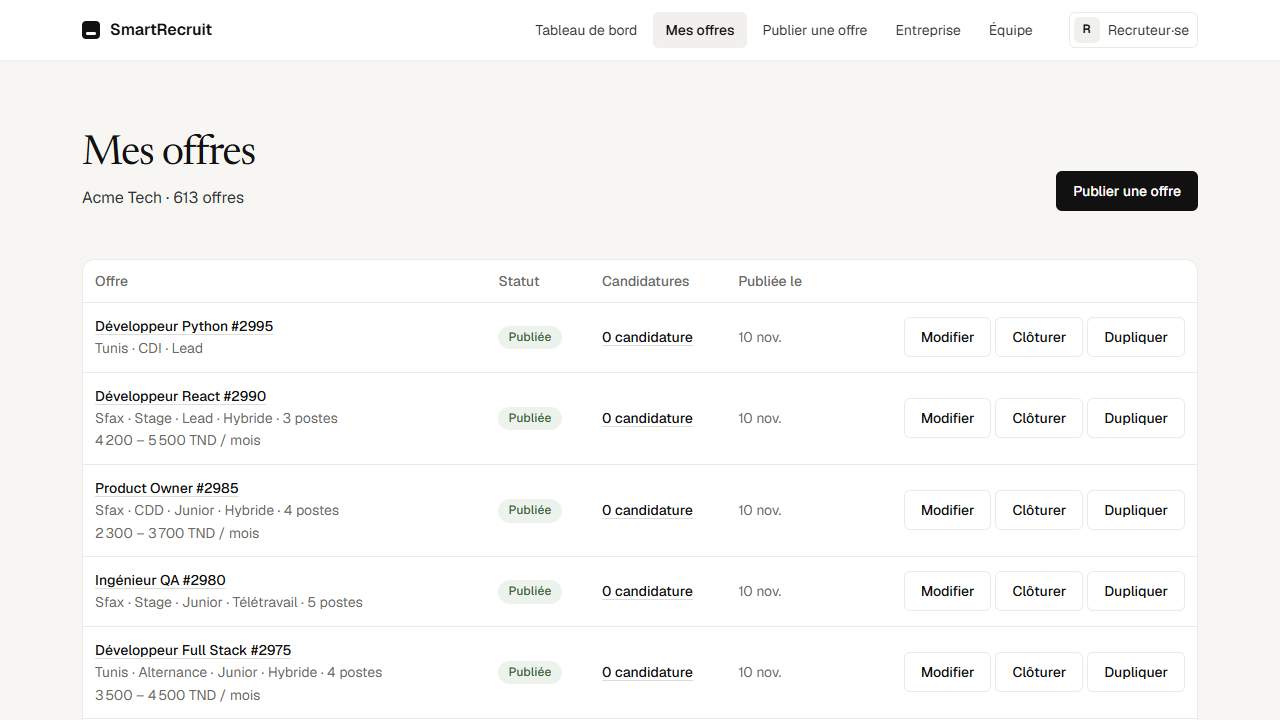 SmartRecruit
Tableau de bord
Mes offres
Publier une offre
Entreprise
Équipe
R
Recruteur·se
Mes offres
Acme Tech · 613 offres
Publier une offre
Offre
Statut
Candidatures
Publiée le
Développeur Python #2995
Tunis · CDI · Lead
Publiée
0 candidature
10 nov.
Modifier
Clôturer
Dupliquer
Développeur React #2990
Sfax · Stage · Lead · Hybride · 3 postes
4 200 – 5 500 TND / mois
Publiée
0 candidature
10 nov.
Modifier
Clôturer
Dupliquer
Product Owner #2985
Sfax · CDD · Junior · Hybride · 4 postes
2 300 – 3 700 TND / mois
Publiée
0 candidature
10 nov.
Modifier
Clôturer
Dupliquer
Ingénieur QA #2980
Sfax · Stage · Junior · Télétravail · 5 postes
Publiée
0 candidature
10 nov.
Modifier
Clôturer
Dupliquer
Développeur Full Stack #2975
Tunis · Alternance · Junior · Hybride · 4 postes
3 500 – 4 500 TND / mois
Publiée
0 candidature
10 nov.
Modifier
Clôturer
Dupliquer